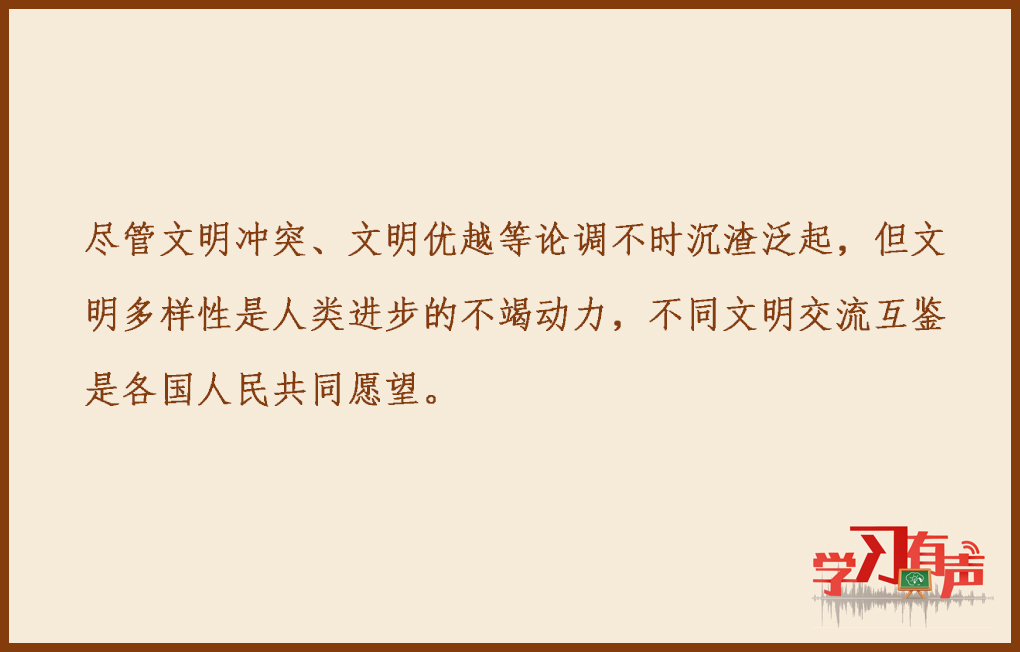 尽管文明冲突、文明优越等论调不时沉渣泛起，但文
明多样性是人类进步的不竭动力，不同文明交流互鉴
是各国人民共同愿望。
学习有声